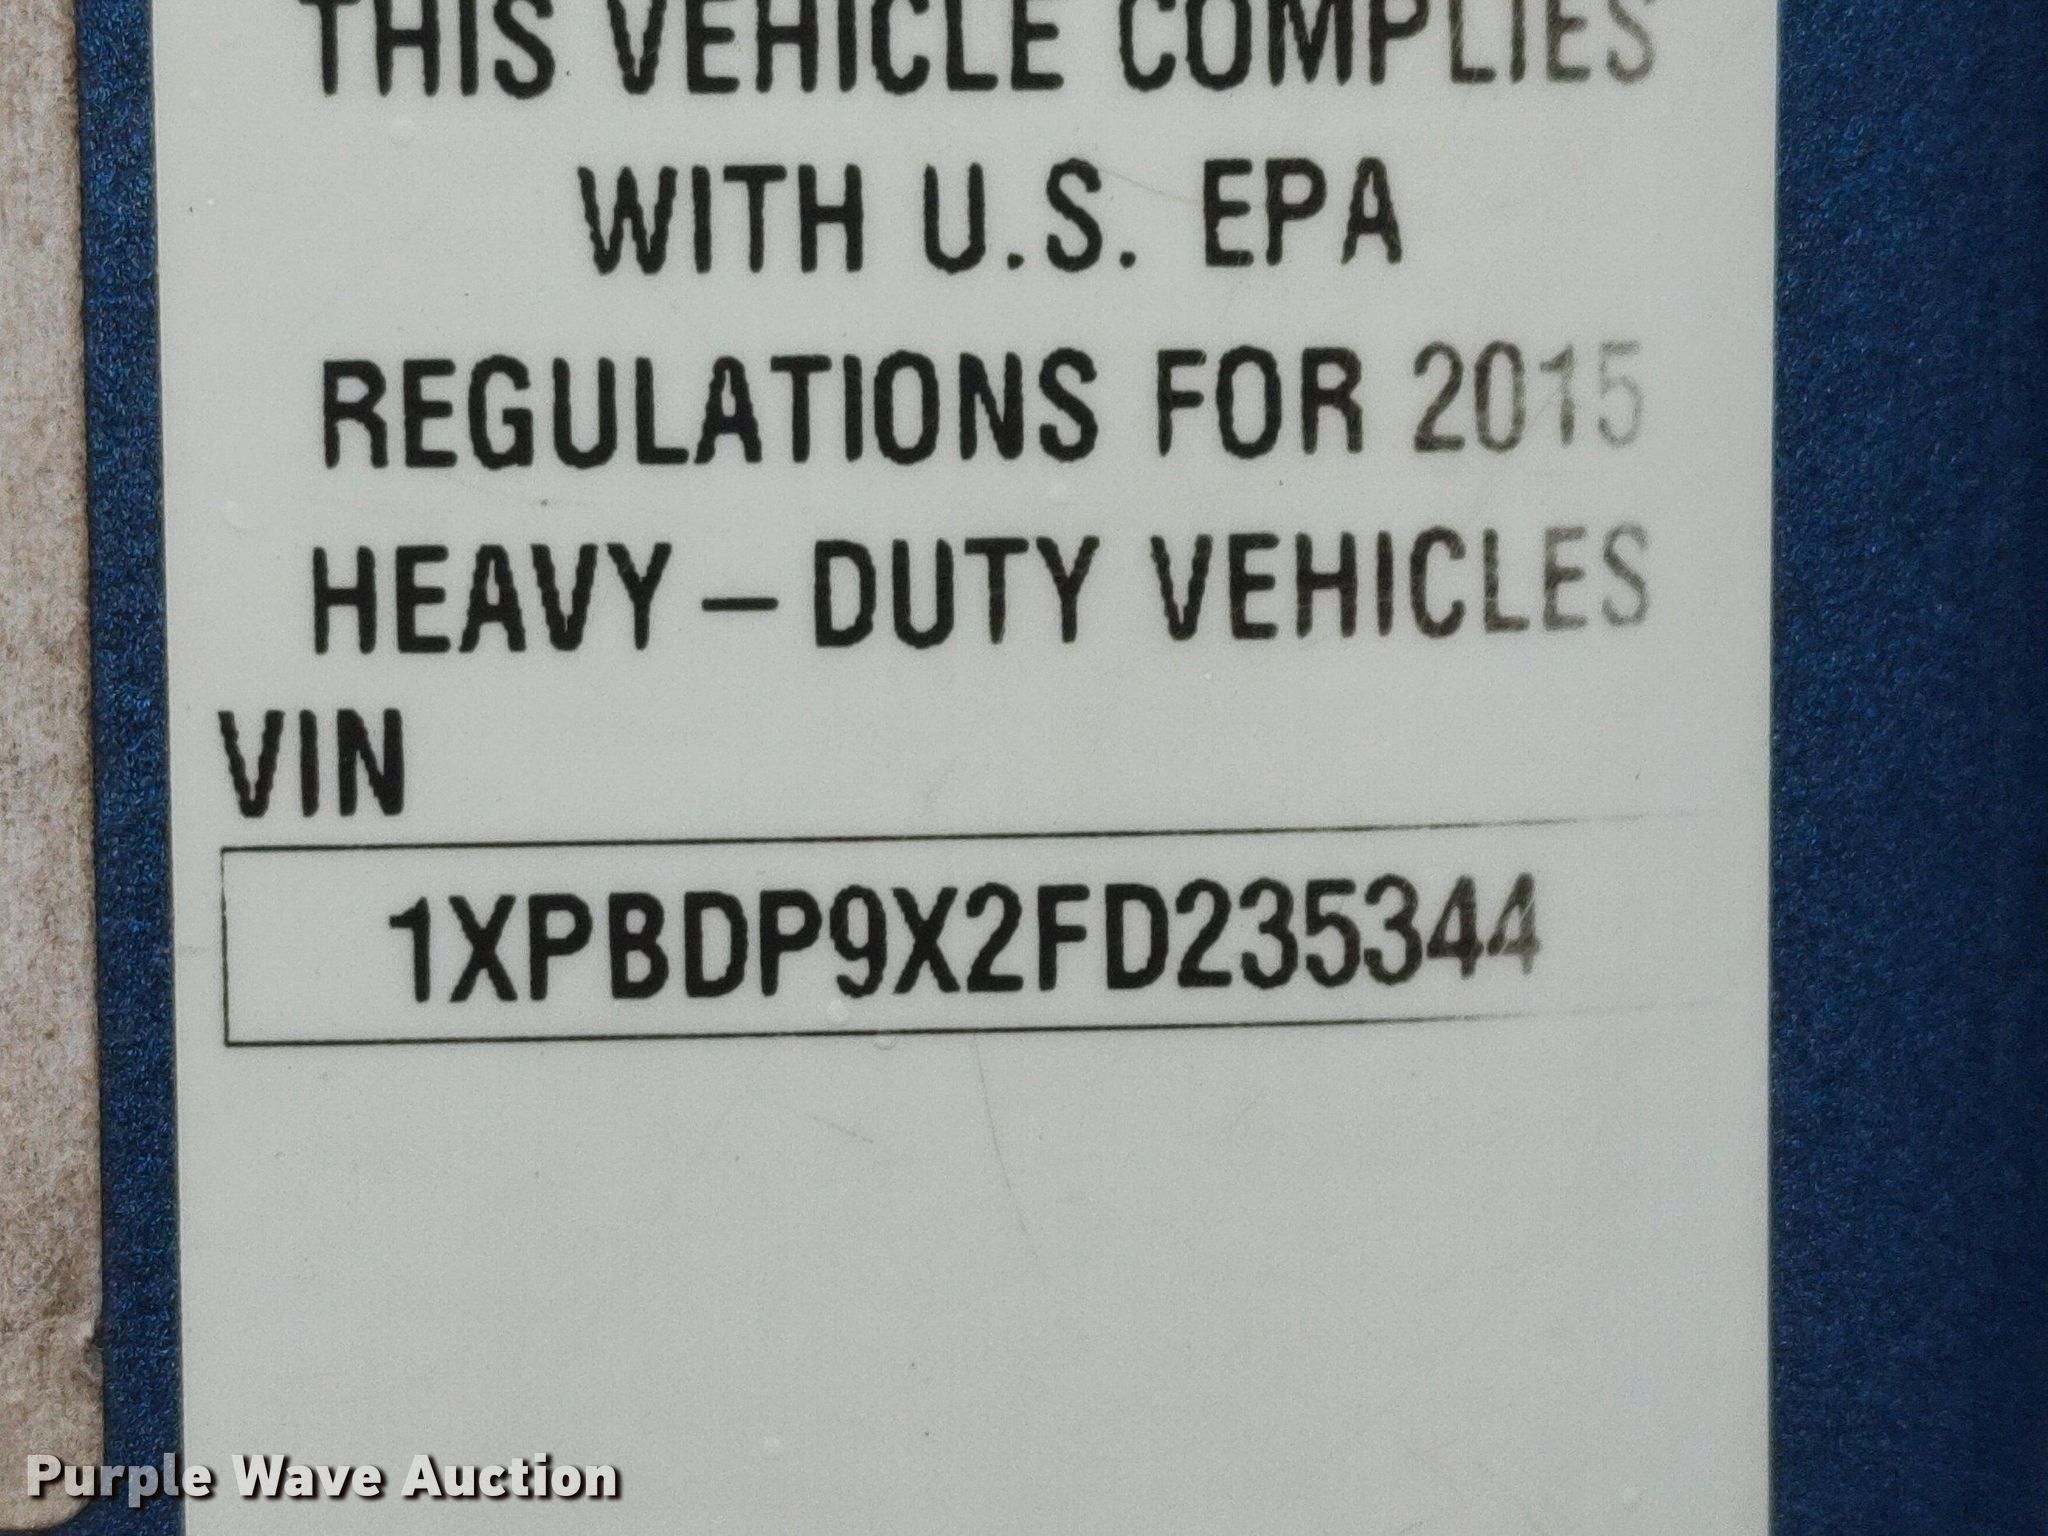 THIS VEHICLE COMPLIES
WITH U.S. EPA
REGULATIONS FOR 2015
HEAVY – DUTY VEHICLES
VIN
1XPBDP9X2FD235344
Purple Wave Auction